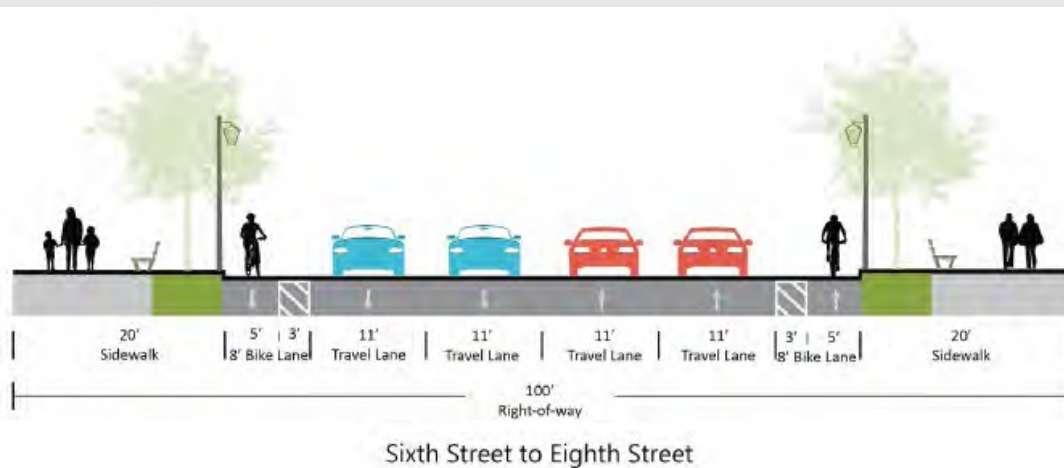 20' 5' 3' 11' 11' 11' 11' 3' 5' 20'
Sidewalk 8' Bike Lane Travel Lane Travel Lane Travel Lane Travel Lane 8' Bike Lane Sidewalk
100'
Right-of-way
Sixth Street to Eighth Street